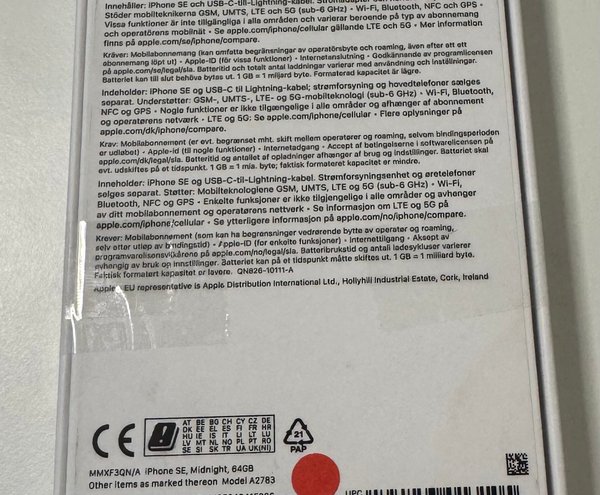 Innehåller: iPhone SE och USB-C-till-Lightning-kabel. Strömadapter och
Stöder mobilteknikerna GSM, UMTS, LTE och 5G (sub-6 GHz) • Wi-Fi, Bluetooth, NFC och GPS •
Vissa funktioner är inte tillgängliga i alla områden och varierar beroende på typ av abonnemang
och operatörens mobilnät • Se www.apple.com/se/iphone/cellular gällande LTE och 5G • Mer information
finns på apple.com/se/iphone/compare.
Kräver: Mobilabonnemang (kan omfatta begränsningar av operatörsbyte och roaming, även efter att ett
abonnemang löpt ut) • Apple-ID (för vissa funktioner) • Internetanslutning • Godkännande av programlicensen
på apple.com/se/legal/sla. Batteritid och totalt antal laddningar varierar med användning och inställningar.
Batteriet kan till slut behöva bytas ut. 1 GB = 1 miljard byte. Formaterad kapacitet är lägre.
Indeholder: iPhone SE og USB-C til Lightning-kabel; strømforsyning og hovedtelefoner sælges
separat. Understøtter: GSM-, UMTS-, LTE- og 5G-mobilteknologi (sub-6 GHz) • Wi-Fi, Bluetooth,
NFC og GPS • Nogle funktioner er ikke tilgængelige i alle områder og afhænger af abonnement
og operatørens netværk • LTE og 5G: Se apple.com/iphone/cellular • Flere oplysninger på
apple.com/dk/iphone/compare.
Krav: Mobilabonnement (er evt. begrænset mht. skift mellem operatører og roaming, selvom bindingsperioden
er udløbet) • Apple-id (til nogle funktioner) • Internetadgang • Accept af betingelserne i softwarelicensen på
apple.com/dk/legal/sla. Batteritid og antallet af opladninger afhænger af brug og indstillinger. Batteriet skal
evt. udskiftes på et tidspunkt. 1 GB = 1 mia. byte; faktisk formateret kapacitet er mindre.
Inneholder: iPhone SE og USB-C-til-Lightning-kabel. Strømforsyningsenhet og øretelefoner
selges separat. Støtter: Mobilteknologiene GSM, UMTS, LTE og 5G (sub-6 GHz) • Wi-Fi,
Bluetooth, NFC og GPS • Enkelte funksjoner er ikke tilgjengelige i alle områder og avhenger
av ditt mobilabonnement og operatørens nettverk • Se informasjon om LTE og 5G på
apple.com/iphone/cellular • Se ytterligere informasjon på apple.com/no/iphone/compare.
Krever: Mobilabonnement (som kan ha begrensninger vedrørende bytte av operatør og roaming,
selv etter utløp av bindingstid) • Apple-ID (for enkelte funksjoner) • internettilgang • Aksept av
programvarelisensvilkårene på apple.com/no/legal/sla. Batteribrukstid og antall ladesykluser varierer
avhengig av bruk og innstillinger. Batteriet kan på et tidspunkt måtte skiftes ut. 1 GB = 1 milliard byte.
Faktisk formatert kapasitet er lavere. QN826-10111-A
Apple's EU representative is Apple Distribution International Ltd., Hollyhill Industrial Estate, Cork, Ireland
CE
AT BE BG CH CY CZ DE
DK EE EL ES FI FR HR
HU IE IS IT LI LT LU
LV MT NL NO PL PT RO
SE SI SK TR UA UK(NI)
21
PAP
MMXF3QN/A iPhone SE, Midnight, 64GB
Other items as marked thereon Model A2783
UPC